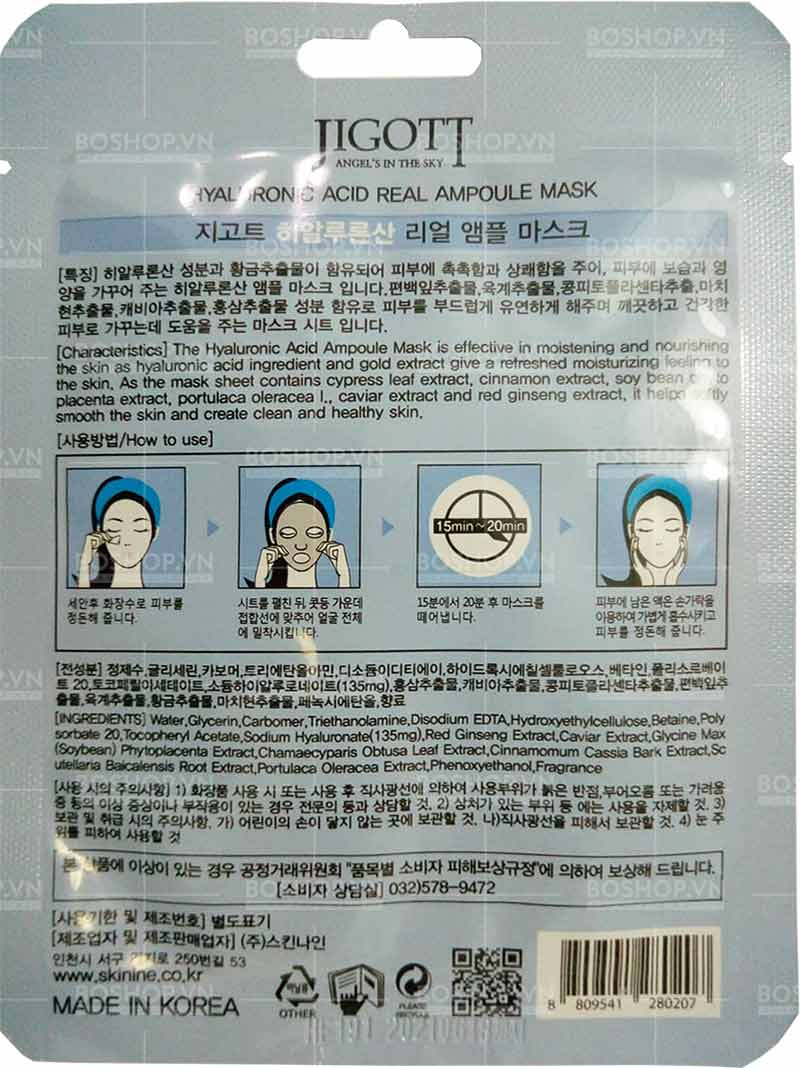 JIGOTT
ANGEL'S IN THE SKY
HYALURONIC ACID REAL AMPOULE MASK
지고트 히알루론산 리얼 앰플 마스크
[특징] 히알루론산 성분과 황금추출물이 함유되어 피부에 촉촉함과 상쾌함을 주어, 피부에 보습과 영
양을 가꾸어 주는 히알루론산 앰플 마스크 입니다.편백잎추출물,육계추출물,콩피토플라센타추출,마치
현추출물,캐비아추출물,홍삼추출물 성분 함유로 피부를 부드럽게 유연하게 해주며 깨끗하고 건강한
피부로 가꾸는데 도움을 주는 마스크 시트 입니다.
[Characteristics] The Hyaluronic Acid Ampoule Mask is effective in moistening and nourishing
the skin as hyaluronic acid ingredient and gold extract give a refreshed moisturizing feeling to
the skin. As the mask sheet contains cypress leaf extract, cinnamon extract, soy bean to
placenta extract, portulaca oleracea l., caviar extract and red ginseng extract, it helps softly
smooth the skin and create clean and healthy skin.
[사용방법/How to use]
15min~20min
세안후 화장수로 피부를
정돈해 줍니다.
시트를 펼친 뒤, 콧등 가운데
접합선에 맞추어 얼굴 전체
에 밀착시킵니다.
15분에서 20분 후 마스크를
떼어냅니다.
피부에 남은 액은 손가락을
이용하여 가볍게 흡수시키고
피부를 정돈해 줍니다.
[전성분] 정제수,글리세린,카보머,트리에탄올아민,디소듐이디티에이,하이드록시에칠셀룰로오스,베타인 폴리소르베이
트 20,토코페릴아세테이트,소듐하이알루로네이트(135mg),홍삼추출물,캐비아추출물,콩피토플라센타추출물,편백잎추
출물,육계추출물,황금추출물,마치현추출물,페녹시에탄올,향료
[INGREDIENTS] Water,Glycerin,Carbomer,Triethanolamine,Disodium EDTA,Hydroxyethylcellulose,Betaine,Poly
sorbate 20,Tocopheryl Acetate,Sodium Hyaluronate(135mg),Red Ginseng Extract,Caviar Extract,Glycine Max
(Soybean) Phytoplacenta Extract,Chamaecyparis Obtusa Leaf Extract,Cinnamomum Cassia Bark Extract,Sc
utellaria Baicalensis Root Extract,Portulaca Oleracea Extract,Phenoxyethanol,Fragrance
[사용 시의 주의사항] 1) 화장품 사용 시 또는 사용 후 직사광선에 의하여 사용부위가 붉은 반점,부어오름 또는 가려움
증 등의 이상 증상이나 부작용이 있는 경우 전문의 등과 상담할 것. 2) 상처가 있는 부위 등 에는 사용을 자제할 것. 3)
보관 및 취급 시의 주의사항. 가) 어린이의 손이 닿지 않는 곳에 보관할 것. 나)직사광선을 피해서 보관할 것. 4) 눈 주
위를 피하여 사용할 것
본 상품에 이상이 있는 경우 공정거래위원회 "품목별 소비자 피해보상규정"에 의하여 보상해 드립니다.
[소비자 상담실] 032)578-9472
[사용기한 및 제조번호] 별도표기
[제조업자 및 제조판매업자] (주)스킨나인
인천시 서구 로 250번길 53
www.skinine.co.kr
MADE IN KOREA
OTHER
PLEASE
RECYCLE
8 809541 280207
BOSHOP.VN